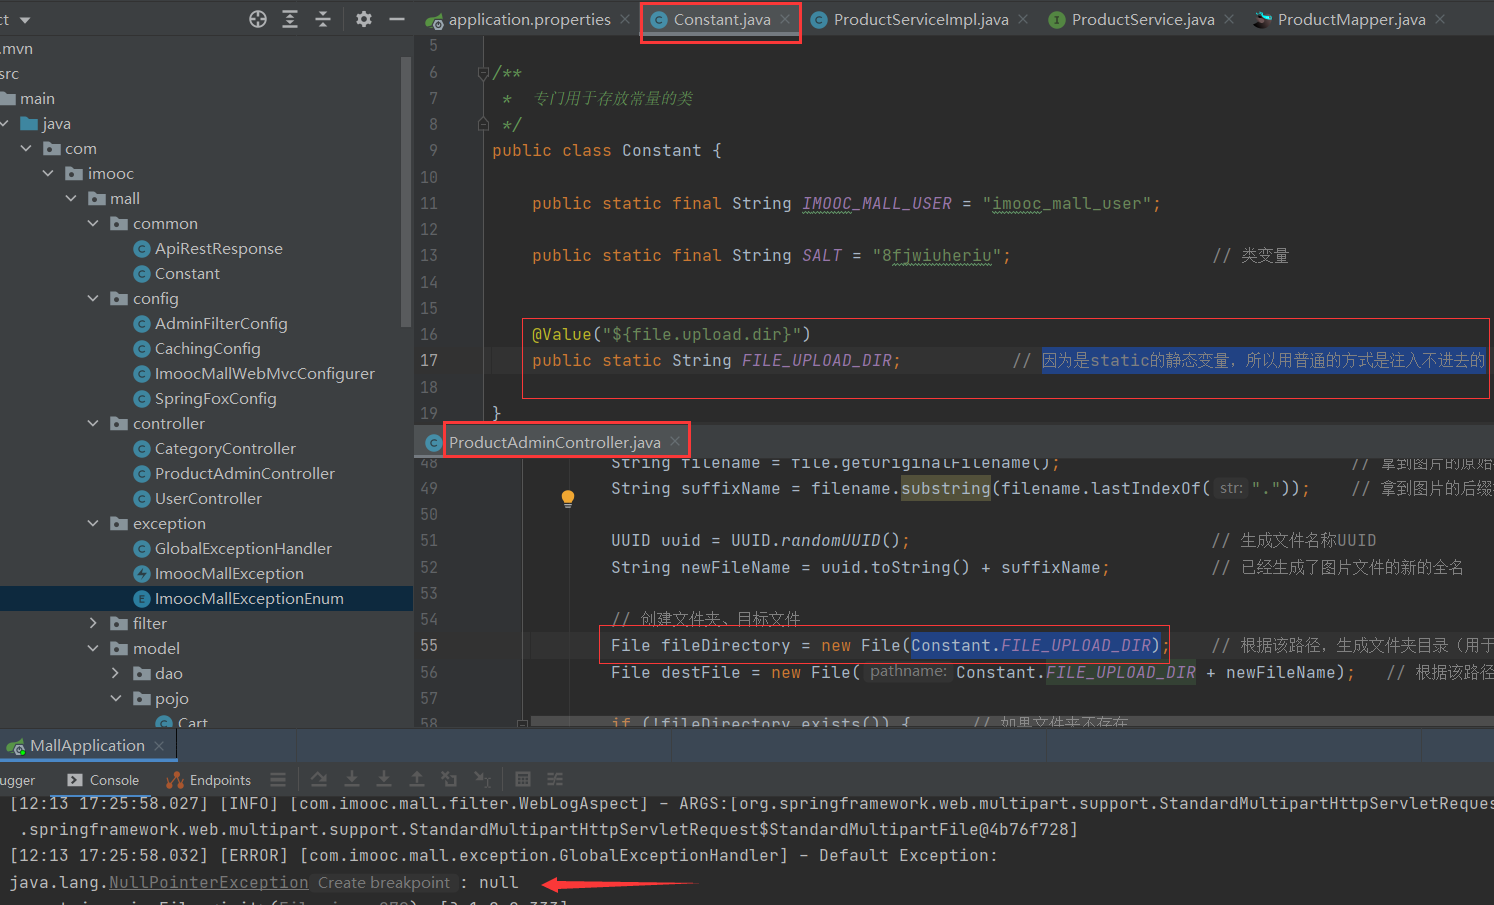 ct
application.properties
Constant.java
ProductServiceImpl.java
ProductService.java
ProductMapper.java
.mvn
src
main
java
com
imooc
mall
common
ApiRestResponse
Constant
config
AdminFilterConfig
CachingConfig
ImoocMallWebMvcConfigurer
SpringFoxConfig
controller
CategoryController
ProductAdminController
UserController
exception
GlobalExceptionHandler
ImoocMallException
ImoocMallExceptionEnum
filter
model
dao
pojo
Cart
5
6 /**
7 * 专门用于存放常量的类
8 */
9 public class Constant {
10
11 public static final String IMOOC_MALL_USER = "imooc_mall_user";
12
13 public static final String SALT = "8fjwiuheriu"; // 类变量
14
15
16 @Value("${file.upload.dir}")
17 public static String FILE_UPLOAD_DIR; // 因为是static的静态变量，所以用普通的方式是注入不进去的
18
19 }
ProductAdminController.java
48 String filename = file.getOriginalFilename(); // 拿到图片的原始
49 String suffixName = filename.substring(filename.lastIndexOf( str: ".")); // 拿到图片的后缀
50
51 UUID uuid = UUID.randomUUID(); // 生成文件名称UUID
52 String newFileName = uuid.toString() + suffixName; // 已经生成了图片文件的新的全名
53
54 // 创建文件夹、目标文件
55 File fileDirectory = new File(Constant.FILE_UPLOAD_DIR); // 根据该路径，生成文件夹目录（用于
56 File destFile = new File( pathname: Constant.FILE_UPLOAD_DIR + newFileName); // 根据该路径
57
58 if (!fileDirectory.exists()) { // 如果文件夹不存在
MallApplication
ugger
Console
Endpoints
[12:13 17:25:58.027] [INFO] [com.imooc.mall.filter.WebLogAspect] - ARGS:[org.springframework.web.multipart.support.StandardMultipartHttpServletReques
.springframework.web.multipart.support.StandardMultipartHttpServletRequest$StandardMultipartFile@4b76f728]
[12:13 17:25:58.032] [ERROR] [com.imooc.mall.exception.GlobalExceptionHandler] - Default Exception:
java.lang.NullPointerException Create breakpoint : null